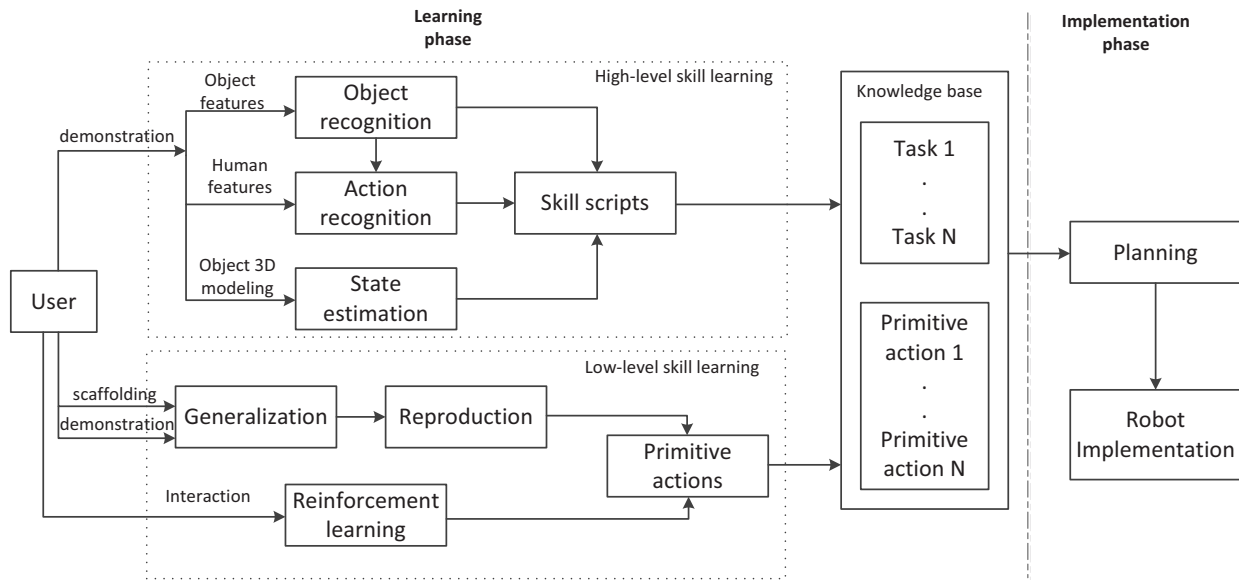 Learning
phase
Implementation
phase
High-level skill learning
Object
features
Object
recognition
demonstration
Human
features
Action
recognition
Skill scripts
Object 3D
modeling
State
estimation
User
Low-level skill learning
scaffolding
demonstration
Generalization
Reproduction
Primitive
actions
Interaction
Reinforcement
learning
Knowledge base
Task 1
.
.
Task N
Primitive
action 1
.
.
Primitive
action N
Planning
Robot
Implementation